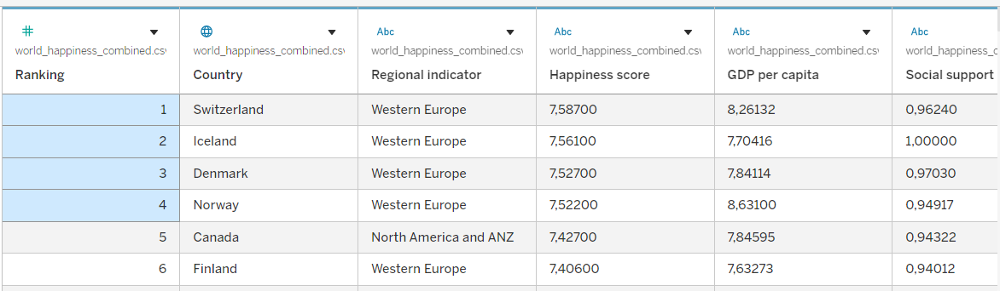 # Abc Abc Abc Abc
world_happiness_combined.csv world_happiness_combined.csv world_happiness_combined.csv world_happiness_combined.csv world_happiness_combined.csv world_happiness_c
Ranking Country Regional indicator Happiness score GDP per capita Social support
1 Switzerland Western Europe 7,58700 8,26132 0,96240
2 Iceland Western Europe 7,56100 7,70416 1,00000
3 Denmark Western Europe 7,52700 7,84114 0,97030
4 Norway Western Europe 7,52200 8,63100 0,94917
5 Canada North America and ANZ 7,42700 7,84595 0,94322
6 Finland Western Europe 7,40600 7,63273 0,94012